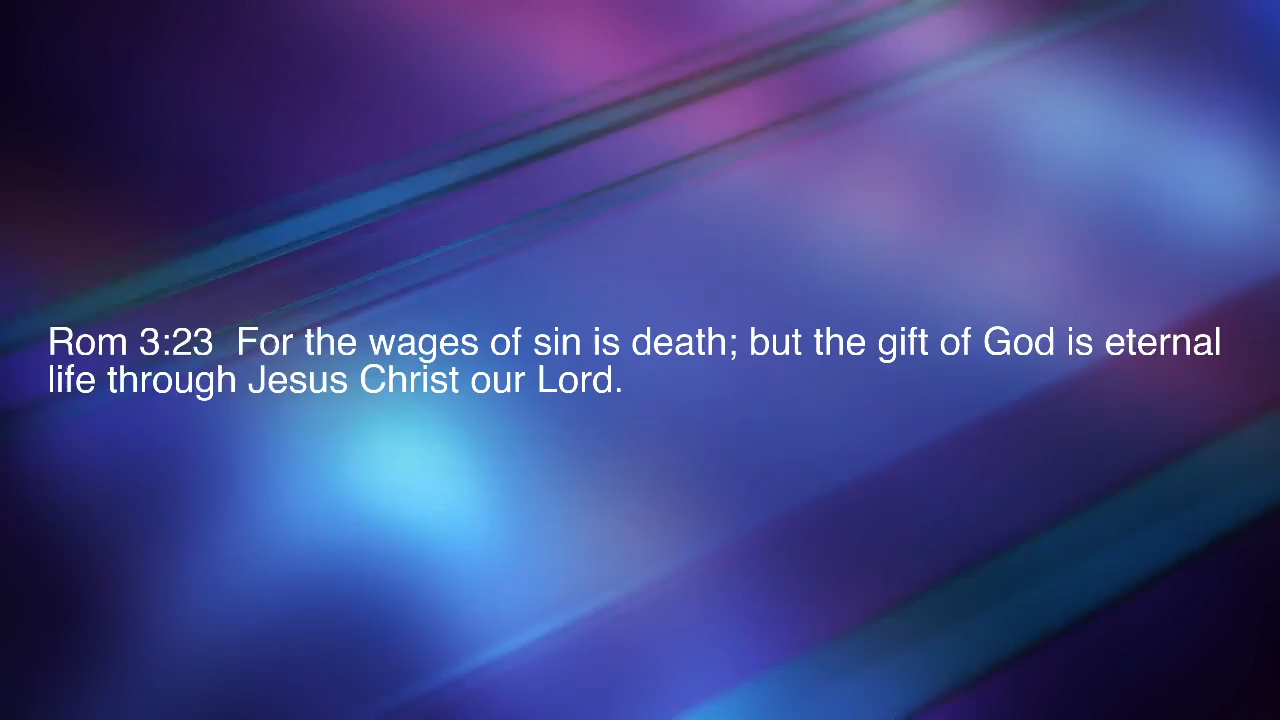 Rom 3:23  For the wages of sin is death; but the gift of God is eternal
life through Jesus Christ our Lord.